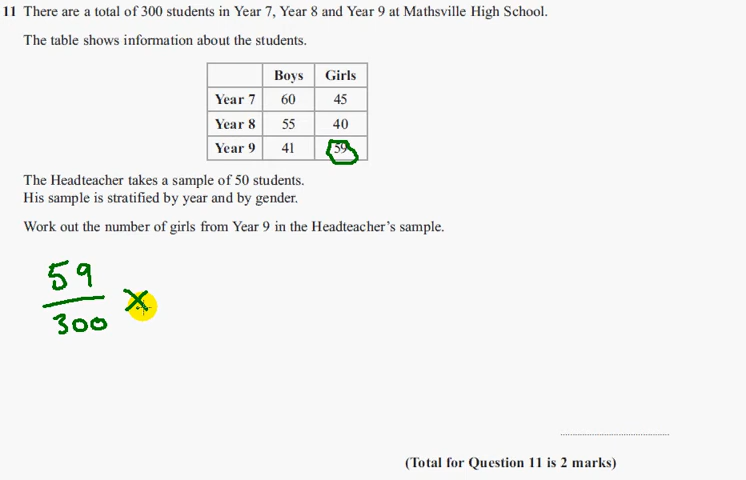 11 There are a total of 300 students in Year 7, Year 8 and Year 9 at Mathsville High School.
The table shows information about the students.
Boys Girls
Year 7 60 45
Year 8 55 40
Year 9 41 59
The Headteacher takes a sample of 50 students.
His sample is stratified by year and by gender.
Work out the number of girls from Year 9 in the Headteacher's sample.
59
300 ×
(Total for Question 11 is 2 marks)